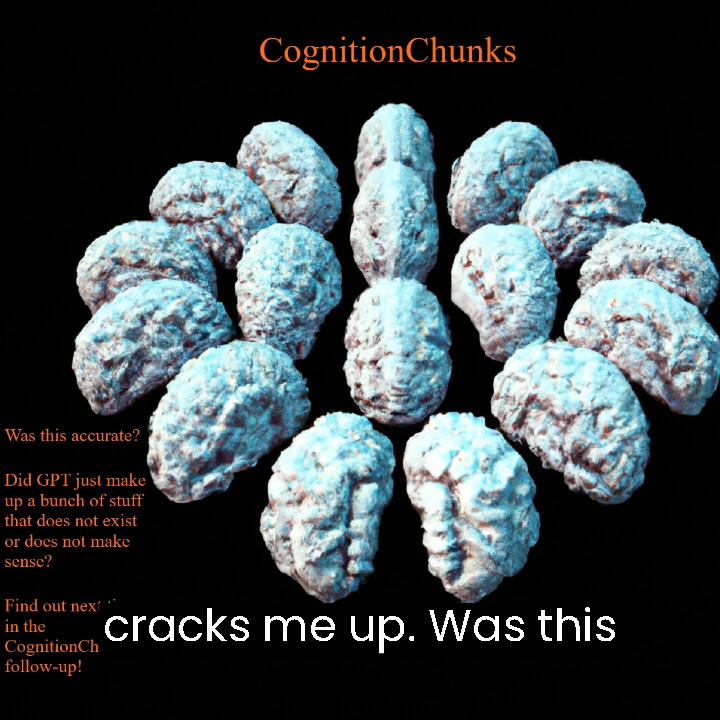 CognitionChunks
Was this accurate?
Did GPT just make
up a bunch of stuff
that does not exist
or does not make
sense?
Find out next
in the
CognitionCh
follow-up!
cracks me up. Was this